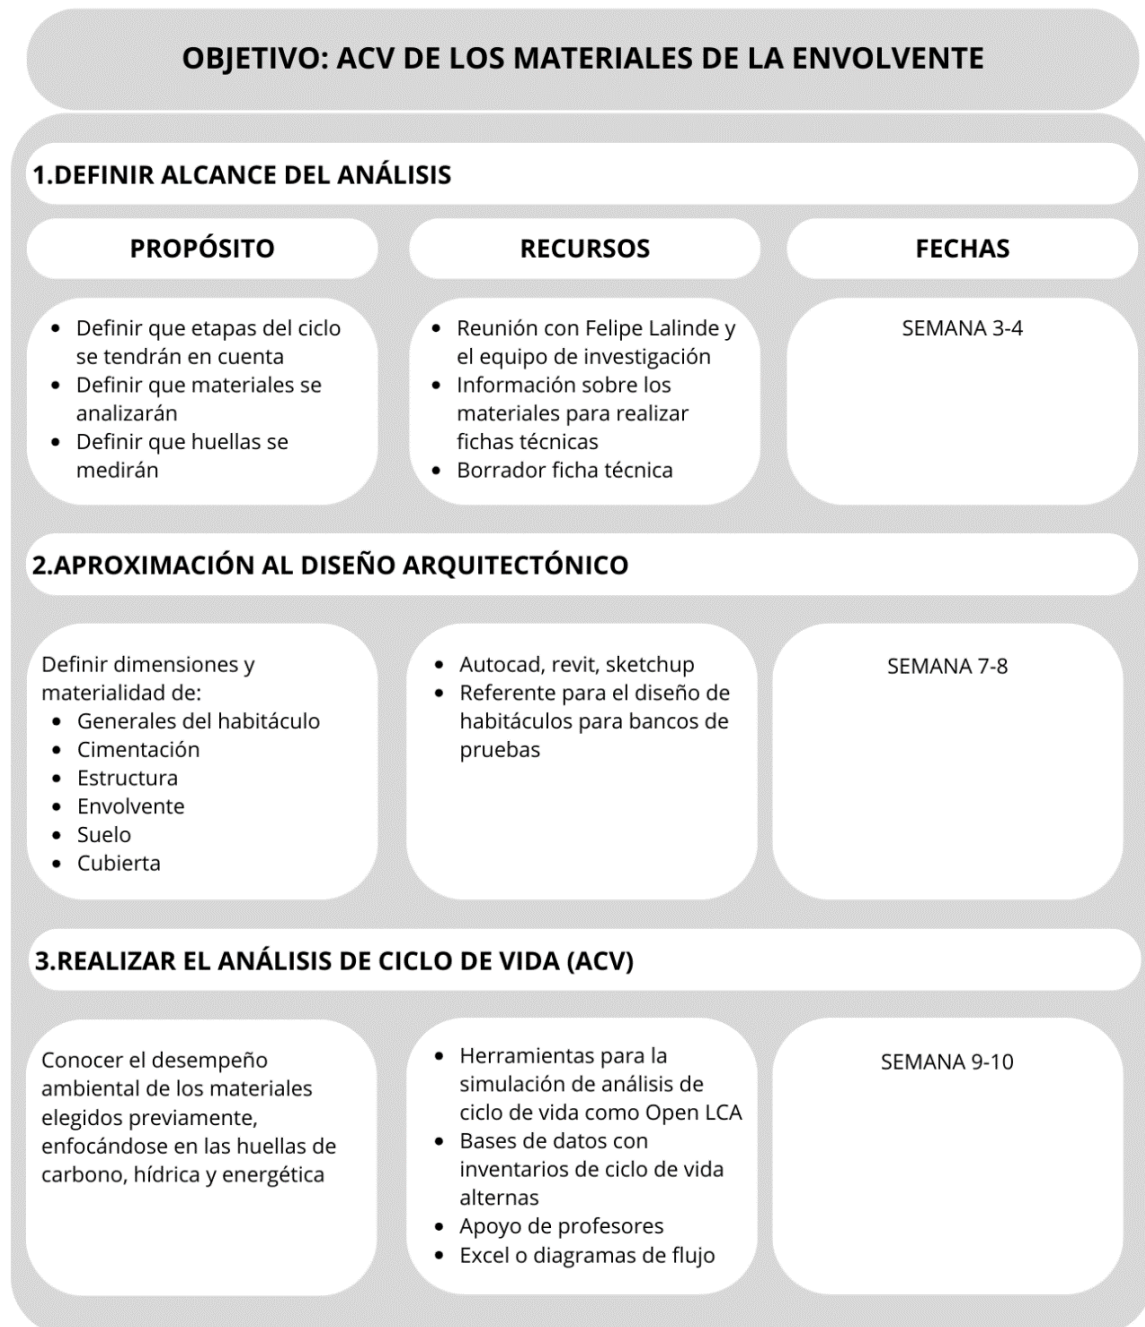 OBJETIVO: ACV DE LOS MATERIALES DE LA ENVOLVENTE
1.DEFINIR ALCANCE DEL ANÁLISIS
PROPÓSITO
RECURSOS
FECHAS
• Definir que etapas del ciclo
se tendrán en cuenta
• Definir que materiales se
analizarán
• Definir que huellas se
medirán
• Reunión con Felipe Lalinde y
el equipo de investigación
• Información sobre los
materiales para realizar
fichas técnicas
• Borrador ficha técnica
SEMANA 3-4
2.APROXIMACIÓN AL DISEÑO ARQUITECTÓNICO
Definir dimensiones y
materialidad de:
• Generales del habitáculo
• Cimentación
• Estructura
• Envolvente
• Suelo
• Cubierta
• Autocad, revit, sketchup
• Referente para el diseño de
habitáculos para bancos de
pruebas
SEMANA 7-8
3.REALIZAR EL ANÁLISIS DE CICLO DE VIDA (ACV)
Conocer el desempeño
ambiental de los materiales
elegidos previamente,
enfocándose en las huellas de
carbono, hídrica y energética
• Herramientas para la
simulación de análisis de
ciclo de vida como Open LCA
• Bases de datos con
inventarios de ciclo de vida
alternas
• Apoyo de profesores
• Excel o diagramas de flujo
SEMANA 9-10